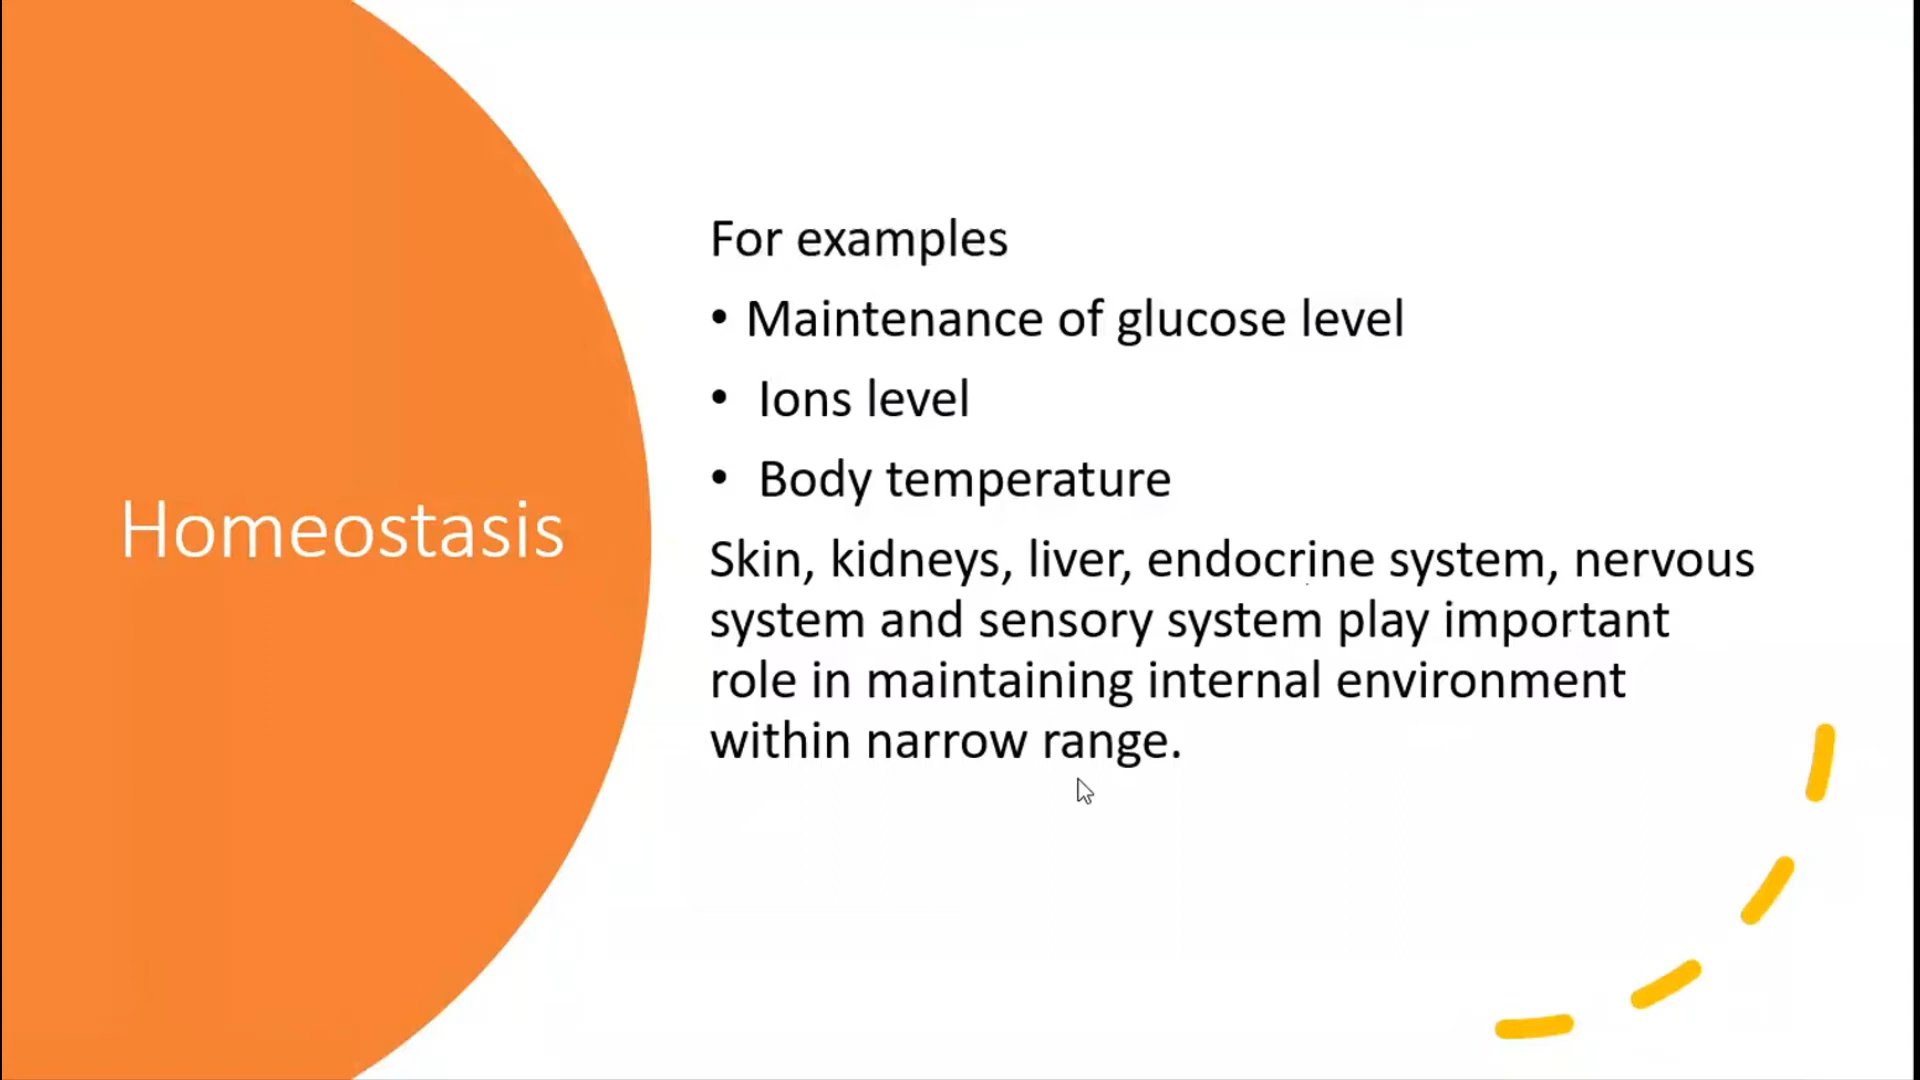 Homeostasis
For examples
• Maintenance of glucose level
• Ions level
• Body temperature
Skin, kidneys, liver, endocrine system, nervous
system and sensory system play important
role in maintaining internal environment
within narrow range.